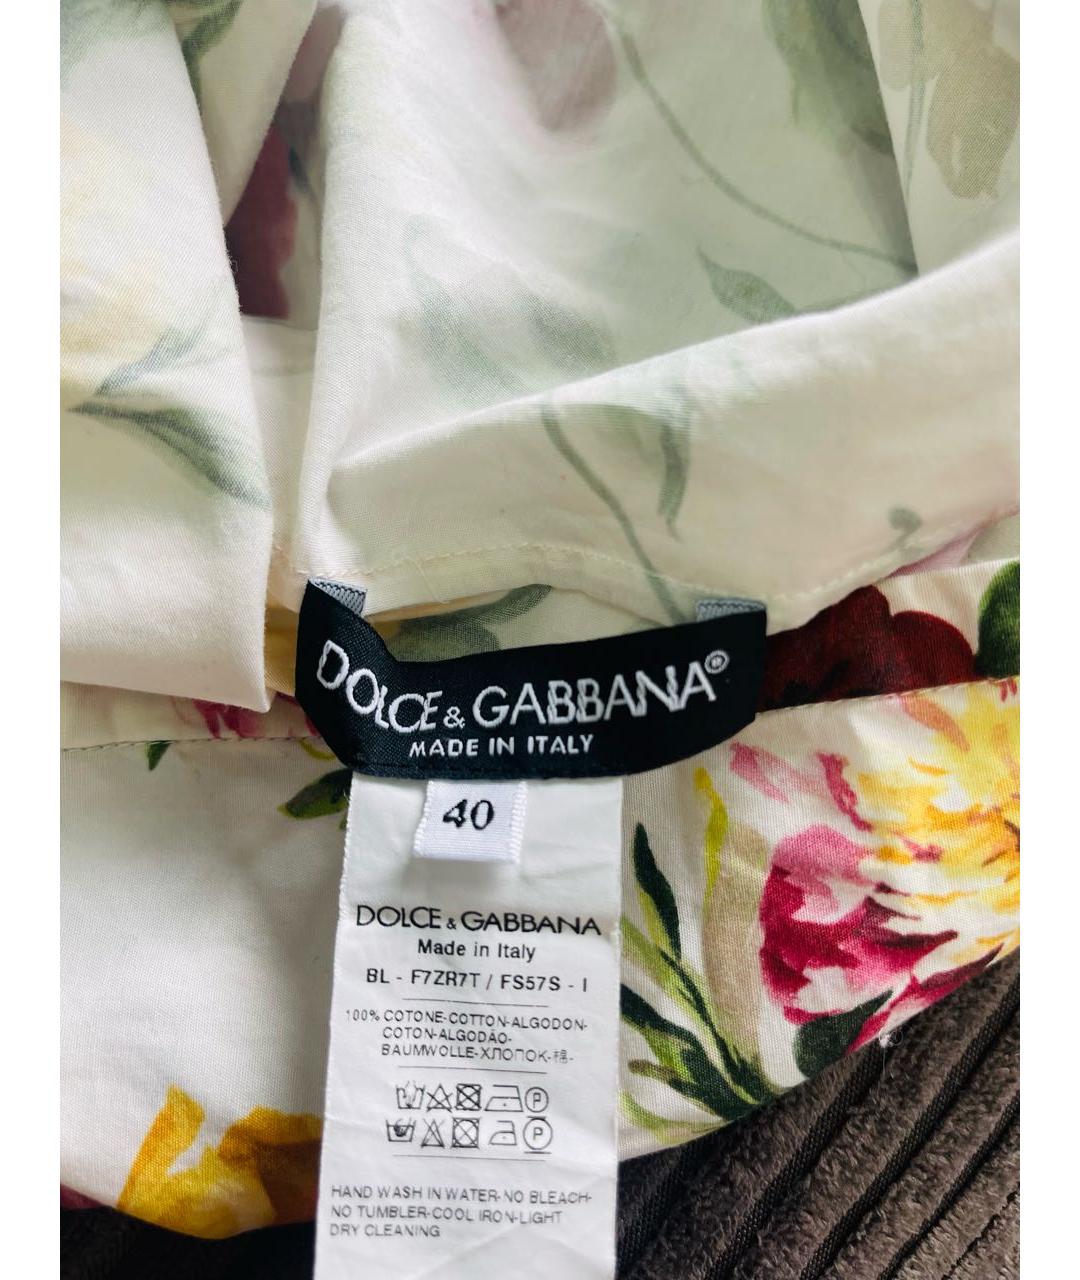 DOLCE & GABBANA®
MADE IN ITALY
40
DOLCE & GABBANA
Made in Italy
BL - F7ZR7T / FS57S - I
100% COTONE-COTTON-ALGODON-
COTON-ALGODÃO-
BAUMWOLLE-ХЛОПОК-棉-
P
P
HAND WASH IN WATER-NO BLEACH-
NO TUMBLER-COOL IRON-LIGHT
DRY CLEANING